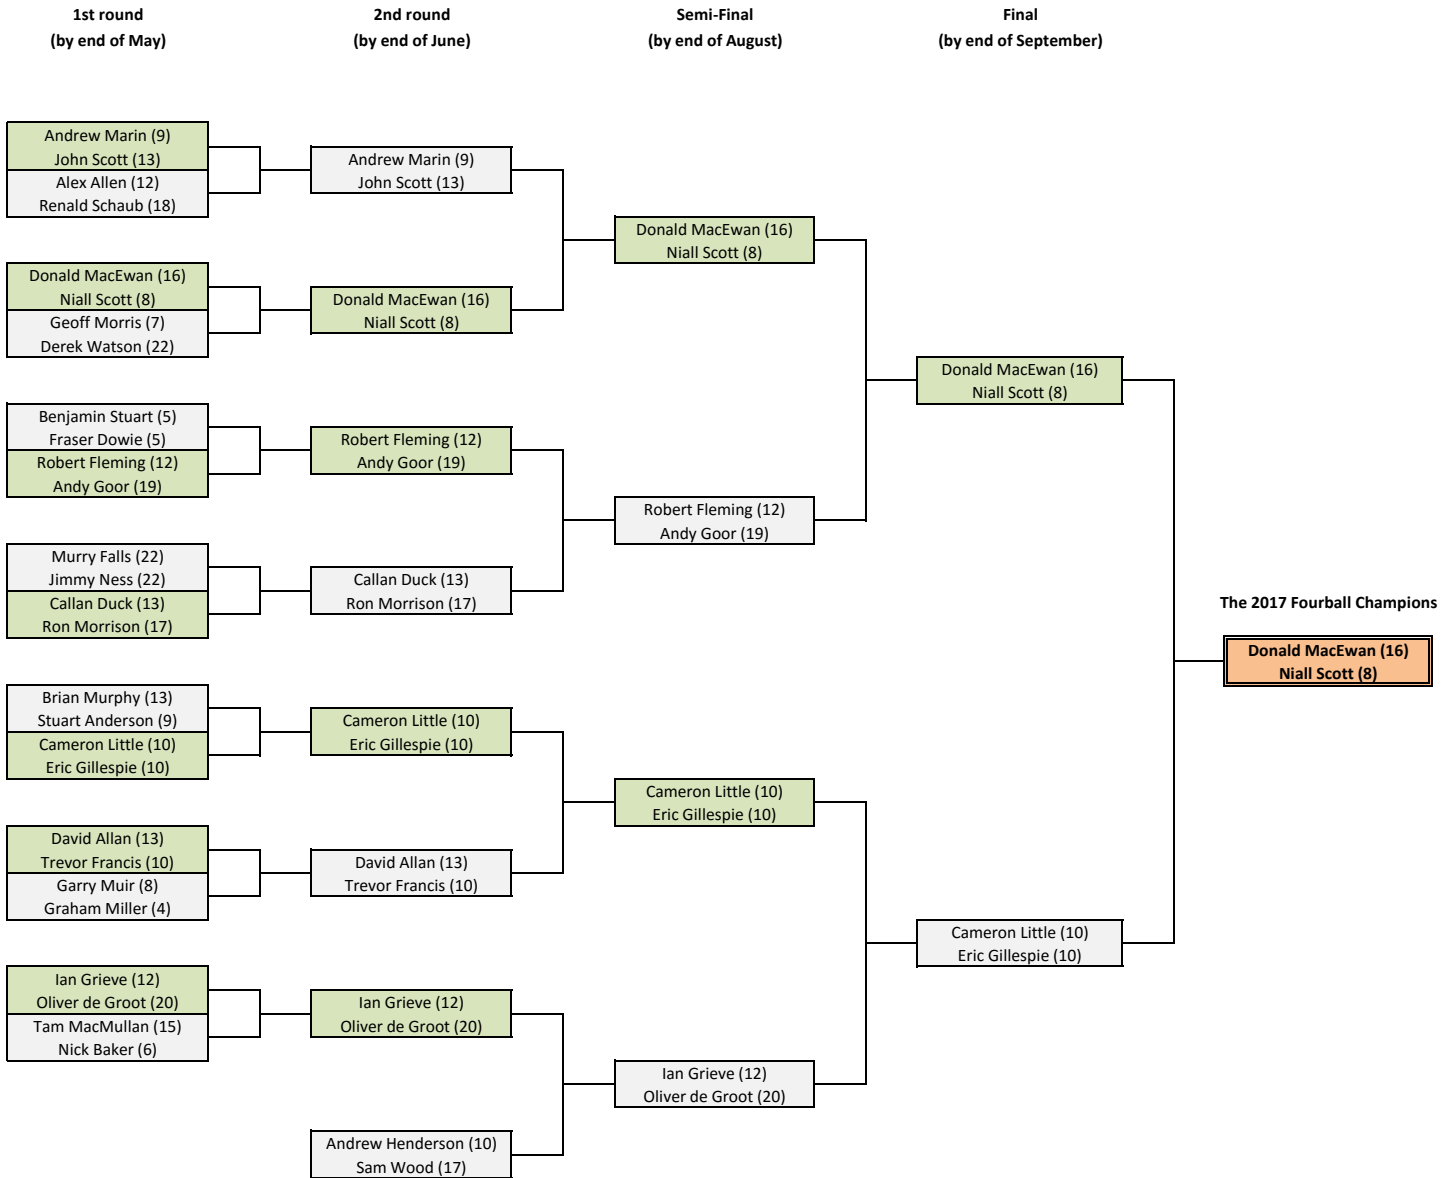 1st round
(by end of May)
2nd round
(by end of June)
Semi-Final
(by end of August)
Final
(by end of September)
Andrew Marin (9)
John Scott (13)
Alex Allen (12)
Renald Schaub (18)
Donald MacEwan (16)
Niall Scott (8)
Geoff Morris (7)
Derek Watson (22)
Benjamin Stuart (5)
Fraser Dowie (5)
Robert Fleming (12)
Andy Goor (19)
Murry Falls (22)
Jimmy Ness (22)
Callan Duck (13)
Ron Morrison (17)
Brian Murphy (13)
Stuart Anderson (9)
Cameron Little (10)
Eric Gillespie (10)
David Allan (13)
Trevor Francis (10)
Garry Muir (8)
Graham Miller (4)
Ian Grieve (12)
Oliver de Groot (20)
Tam MacMullan (15)
Nick Baker (6)
Andrew Marin (9)
John Scott (13)
Donald MacEwan (16)
Niall Scott (8)
Robert Fleming (12)
Andy Goor (19)
Callan Duck (13)
Ron Morrison (17)
Cameron Little (10)
Eric Gillespie (10)
David Allan (13)
Trevor Francis (10)
Ian Grieve (12)
Oliver de Groot (20)
Andrew Henderson (10)
Sam Wood (17)
Donald MacEwan (16)
Niall Scott (8)
Robert Fleming (12)
Andy Goor (19)
Cameron Little (10)
Eric Gillespie (10)
Ian Grieve (12)
Oliver de Groot (20)
Donald MacEwan (16)
Niall Scott (8)
Cameron Little (10)
Eric Gillespie (10)
The 2017 Fourball Champions
Donald MacEwan (16)
Niall Scott (8)